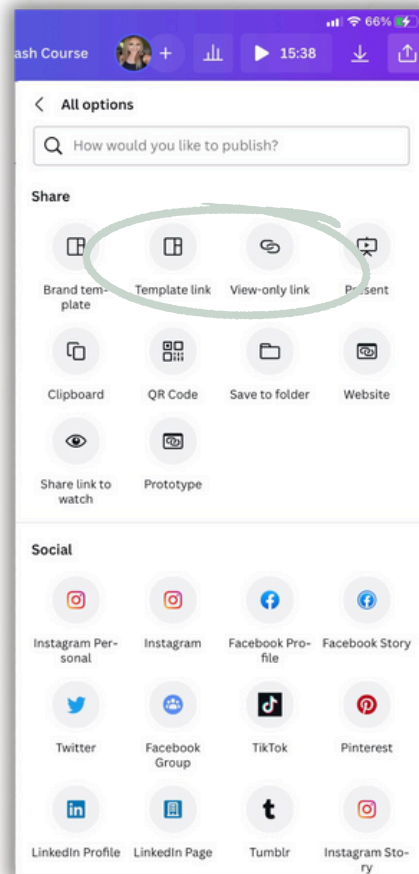 66%
ash Course
15:38
All options
How would you like to publish?
Share
Brand tem-
plate
Template link
View-only link
Present
Clipboard
QR Code
Save to folder
Website
Share link to
watch
Prototype
Social
Instagram Per-
sonal
Instagram
Facebook Pro-
file
Facebook Story
Twitter
Facebook
Group
TikTok
Pinterest
LinkedIn Profile
LinkedIn Page
Tumblr
Instagram Sto-
ry